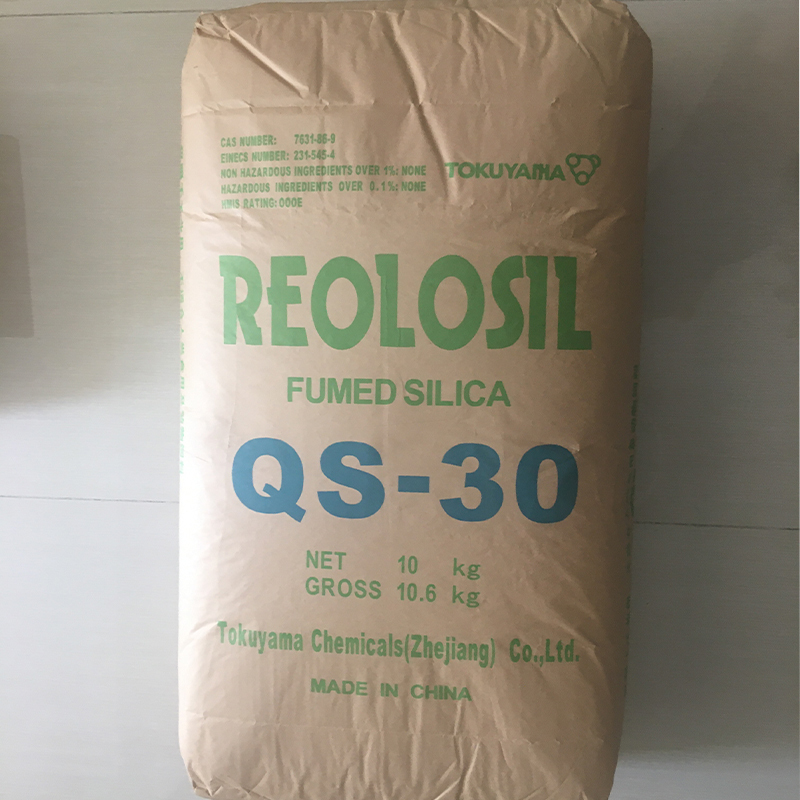 CAS NUMBER: 7631-86-9
EINECS NUMBER: 231-545-4
NON HAZARDOUS INGREDIENTS OVER 1%: NONE
HAZARDOUS INGREDIENTS OVER 0.1%: NONE
HMIS RATING: 000E
TOKUYAMA
REOLOSIL
FUMED SILICA
QS-30
NET 10 kg
GROSS 10.6 kg
Tokuyama Chemicals(Zhejiang) Co.,Ltd.
MADE IN CHINA